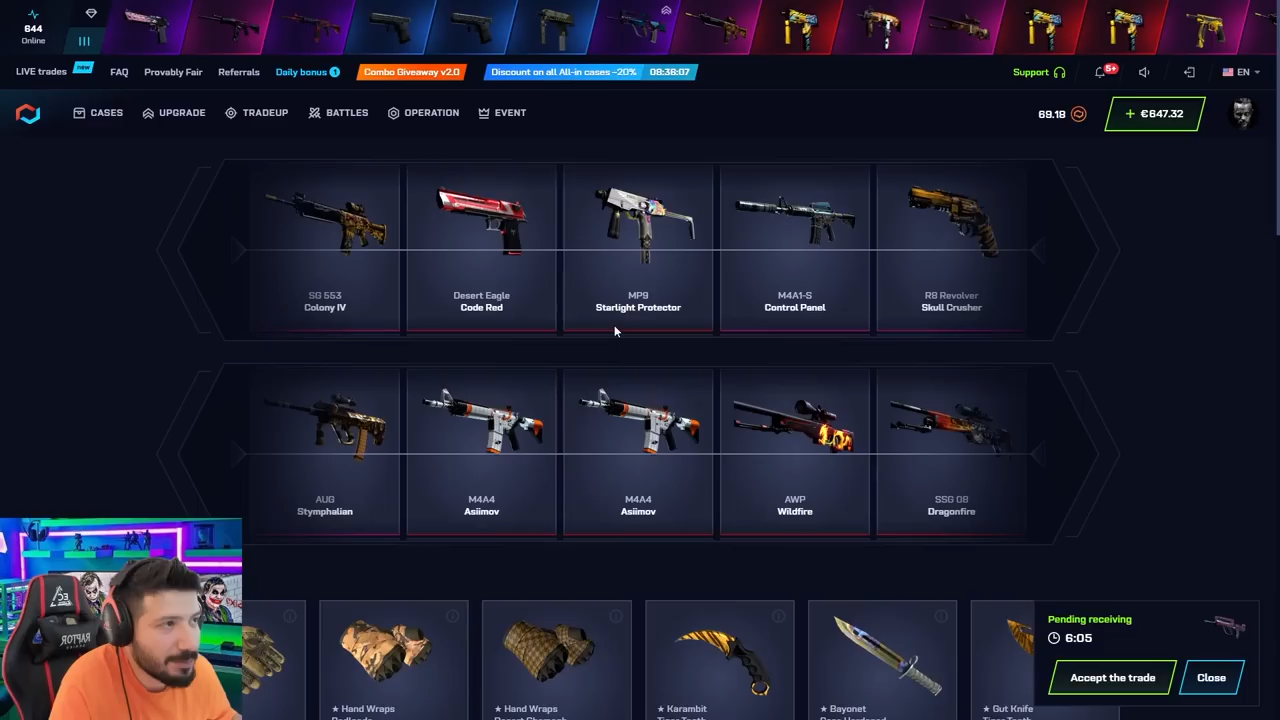 644
Online
LIVE trades
new
FAQ
Provably Fair
Referrals
Daily bonus 1
Combo Giveaway v2.0
Discount on all All-in cases −20%
08:36:07
Support
5+
EN
CASES
UPGRADE
TRADEUP
BATTLES
OPERATION
EVENT
69.18
+ €647.32
SG 553
Colony IV
Desert Eagle
Code Red
MP9
Starlight Protector
M4A1-S
Control Panel
R8 Revolver
Skull Crusher
AUG
Stymphalian
M4A4
Asiimov
M4A4
Asiimov
AWP
Wildfire
SSG 08
Dragonfire
Pending receiving
6:05
Accept the trade
Close
★ Hand Wraps
★ Hand Wraps
★ Karambit
★ Bayonet
★ Gut Knife
RAPTOR